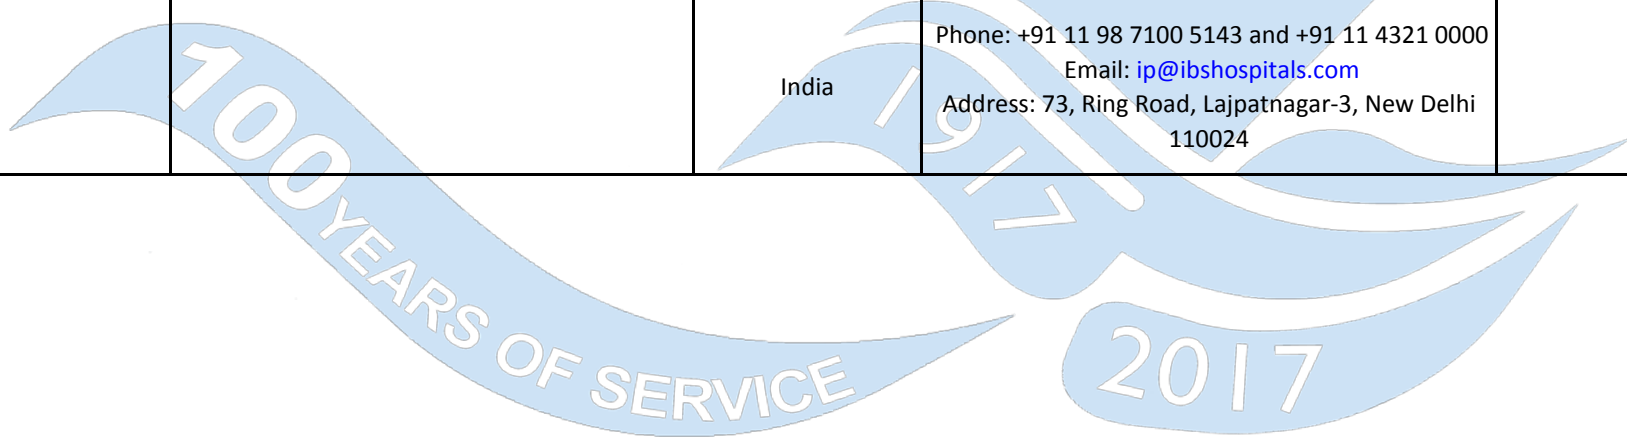 Phone: +91 11 98 7100 5143 and +91 11 4321 0000
India
Email: ip@ibshospitals.com
Address: 73, Ring Road, Lajpatnagar-3, New Delhi
110024
100 YEARS OF SERVICE
1917
2017